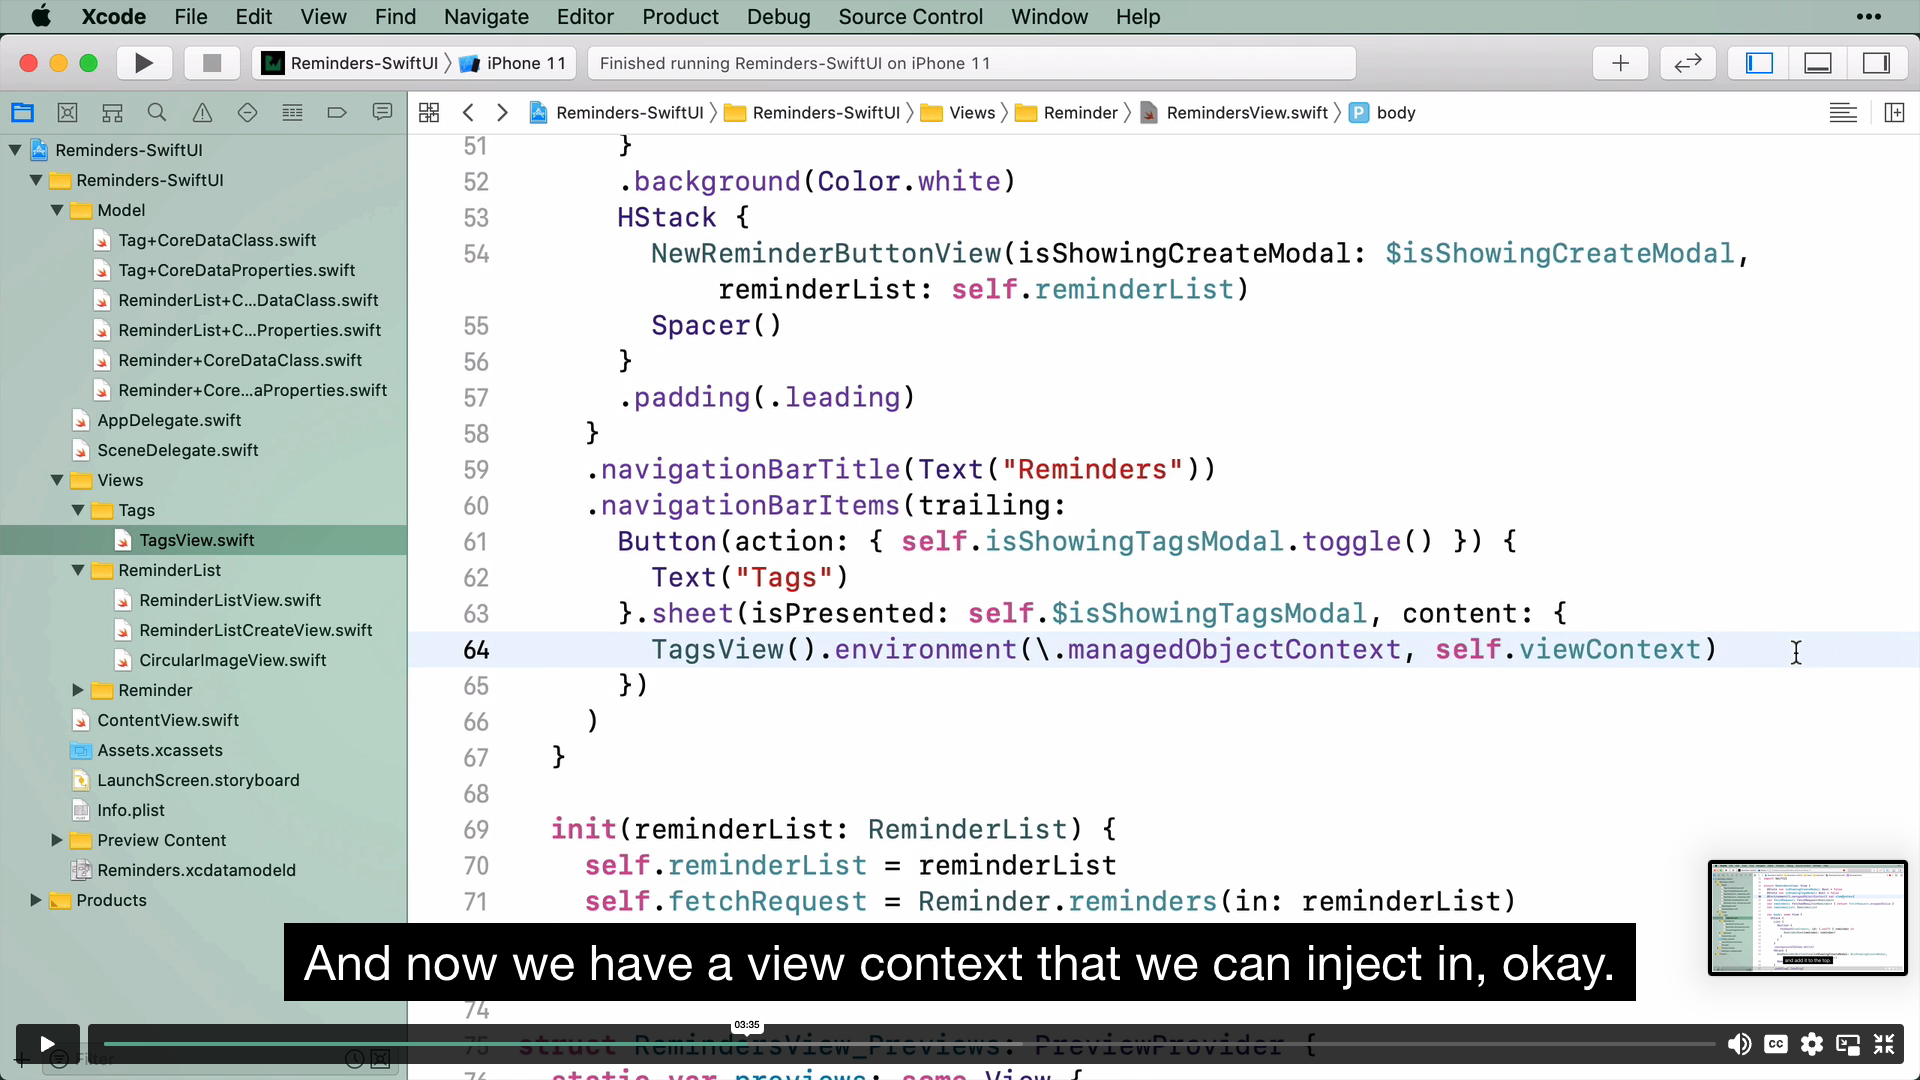 Xcode File Edit View Find Navigate Editor Product Debug Source Control Window Help •••
Reminders-SwiftUI iPhone 11 Finished running Reminders-SwiftUI on iPhone 11
Reminders-SwiftUI Reminders-SwiftUI Views Reminder RemindersView.swift P body
Reminders-SwiftUI
Reminders-SwiftUI
Model
Tag+CoreDataClass.swift
Tag+CoreDataProperties.swift
ReminderList+C...DataClass.swift
ReminderList+C...Properties.swift
Reminder+CoreDataClass.swift
Reminder+Core...aProperties.swift
AppDelegate.swift
SceneDelegate.swift
Views
Tags
TagsView.swift
ReminderList
ReminderListView.swift
ReminderListCreateView.swift
CircularImageView.swift
Reminder
ContentView.swift
Assets.xcassets
LaunchScreen.storyboard
Info.plist
Preview Content
Reminders.xcdatamodeld
Products
Filter
51 }
52 .background(Color.white)
53 HStack {
54 NewReminderButtonView(isShowingCreateModal: $isShowingCreateModal,
reminderList: self.reminderList)
55 Spacer()
56 }
57 .padding(.leading)
58 }
59 .navigationBarTitle(Text("Reminders"))
60 .navigationBarItems(trailing:
61 Button(action: { self.isShowingTagsModal.toggle() }) {
62 Text("Tags")
63 }.sheet(isPresented: self.$isShowingTagsModal, content: {
64 TagsView().environment(\.managedObjectContext, self.viewContext)
65 })
66 )
67 }
68
69 init(reminderList: ReminderList) {
70 self.reminderList = reminderList
71 self.fetchRequest = Reminder.reminders(in: reminderList)
And now we have a view context that we can inject in, okay.
74
75 struct RemindersView_Previews: PreviewProvider {
76 static var previews: some View {
03:35
CC
and add it to the top.